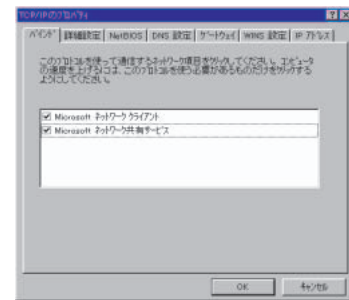 TCP/IPのプロパティ
バインド 詳細設定 NetBIOS DNS 設定 ゲートウェイ WINS 設定 IP アドレス
このプロトコルを使って通信するネットワーク項目をクリックしてください。コンピュータ
の速度を上げるには、このプロトコルを使う必要があるものだけをクリックする
ようにしてください。
Microsoft ネットワーク クライアント
Microsoft ネットワーク共有サービス
OK キャンセル